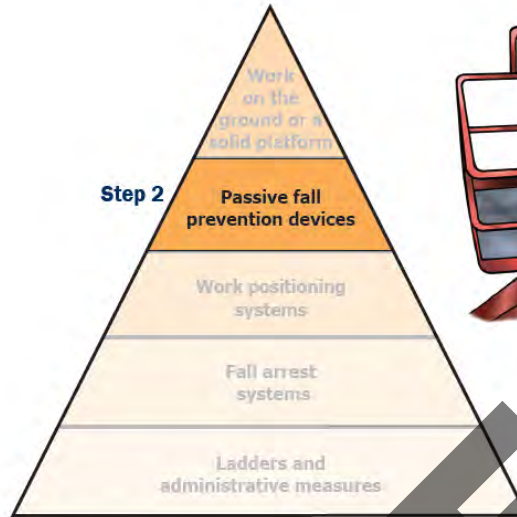 Work
on the
ground or a
solid platform
Step 2
Passive fall
prevention devices
Work positioning
systems
Fall arrest
systems
Ladders and
administrative measures